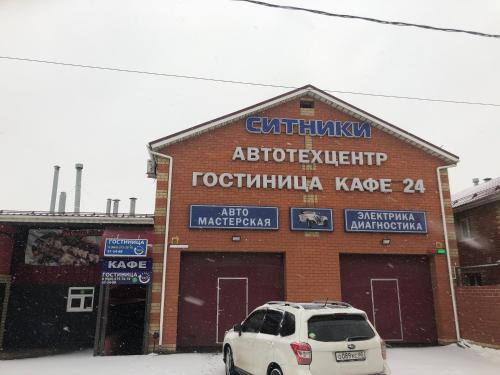 СИТНИКИ
АВТОТЕХЦЕНТР
ГОСТИНИЦА КАФЕ 24
АВТО
МАСТЕРСКАЯ
ЭЛЕКТРИКА
ДИАГНОСТИКА
ГОСТИНИЦА
КАФЕ
ГОСТИНИЦА